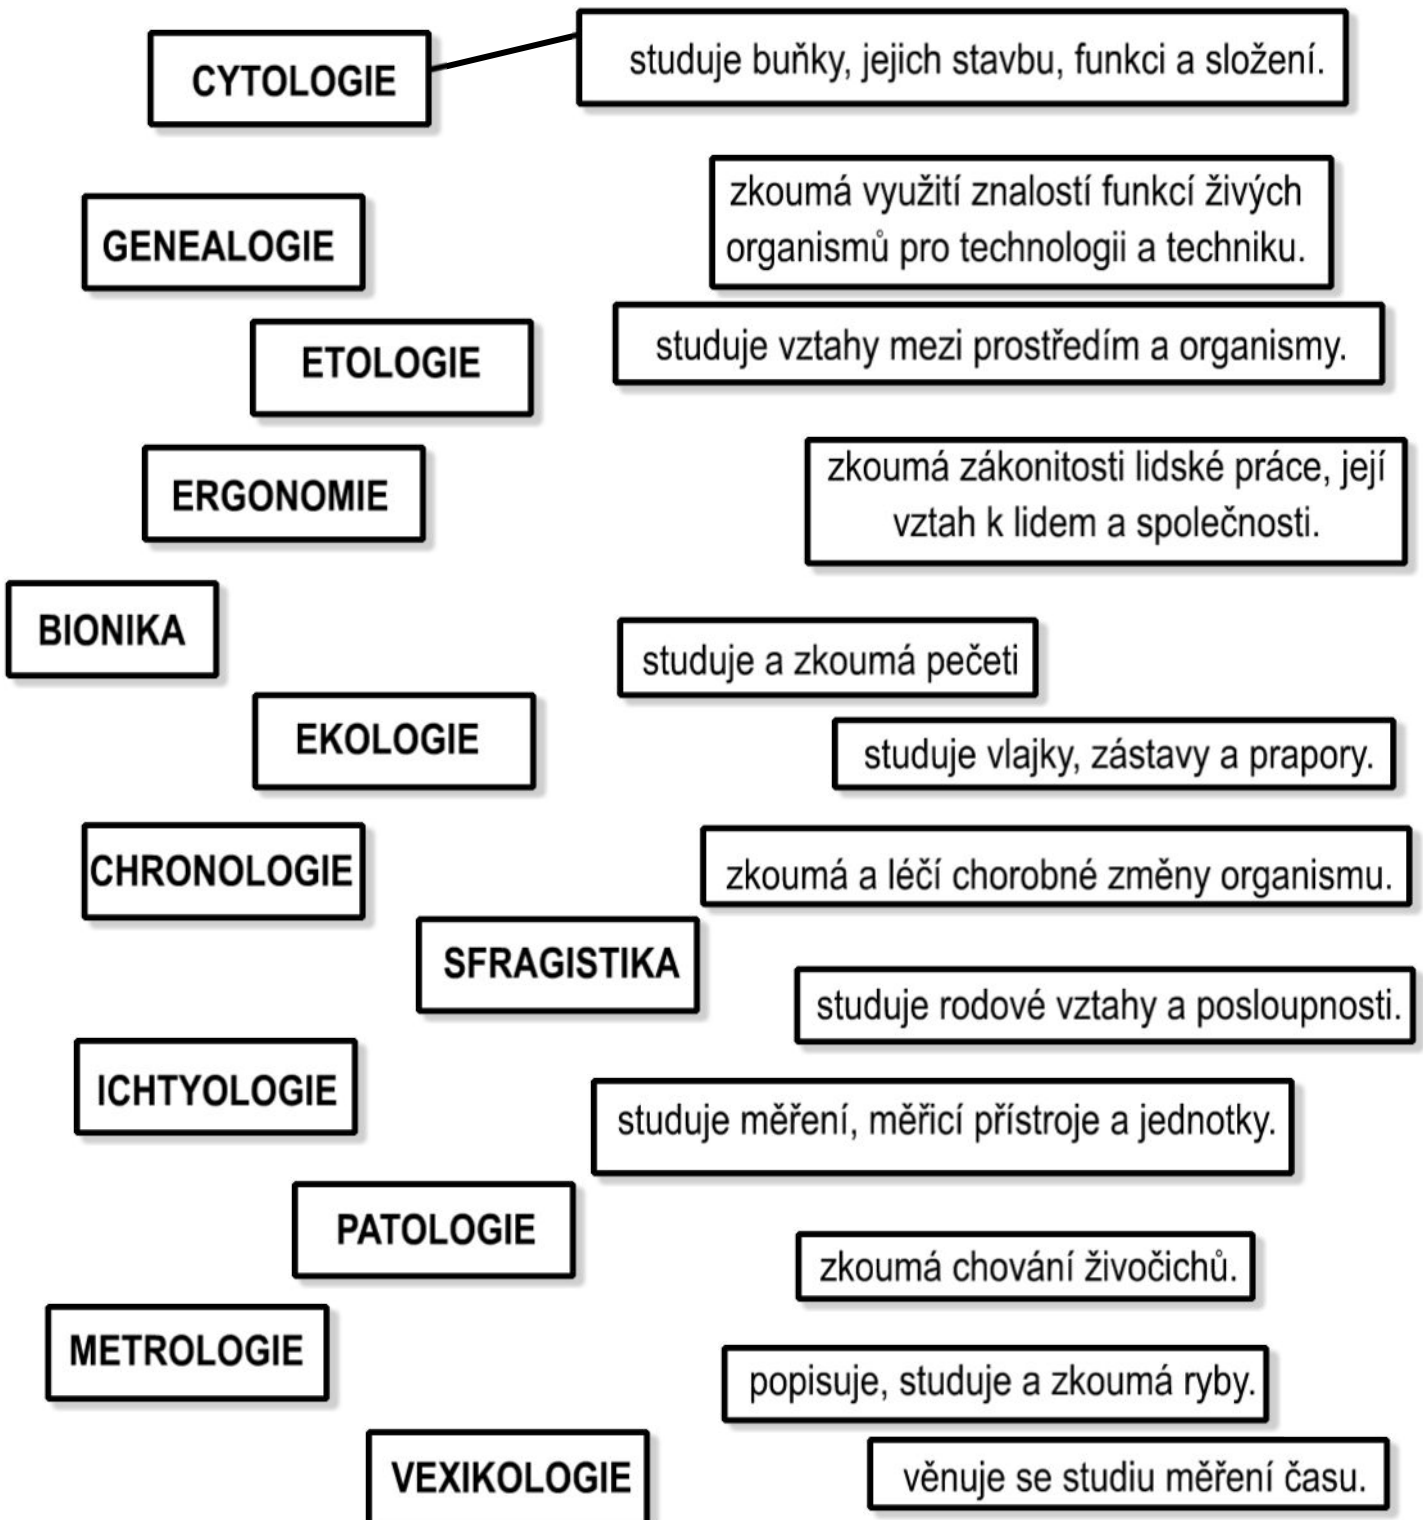 CYTOLOGIE
studuje buňky, jejich stavbu, funkci a složení.
GENEALOGIE
zkoumá využití znalostí funkcí živých
organismů pro technologii a techniku.
ETOLOGIE
studuje vztahy mezi prostředím a organismy.
ERGONOMIE
zkoumá zákonitosti lidské práce, její
vztah k lidem a společnosti.
BIONIKA
studuje a zkoumá pečeti
EKOLOGIE
studuje vlajky, zástavy a prapory.
CHRONOLOGIE
zkoumá a léčí chorobné změny organismu.
SFRAGISTIKA
studuje rodové vztahy a posloupnosti.
ICHTYOLOGIE
studuje měření, měřicí přístroje a jednotky.
PATOLOGIE
zkoumá chování živočichů.
METROLOGIE
popisuje, studuje a zkoumá ryby.
VEXIKOLOGIE
věnuje se studiu měření času.